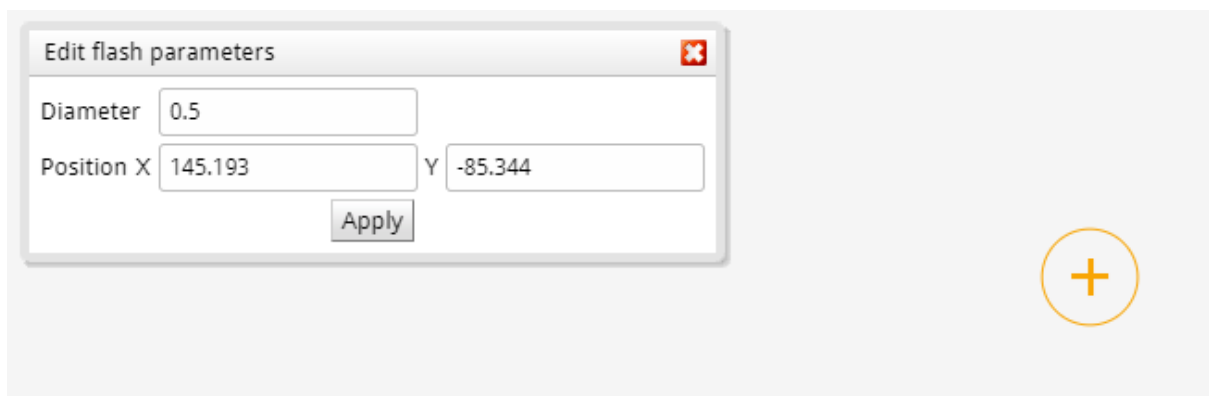 Edit flash parameters
Diameter 0.5
Position X 145.193 Y -85.344
Apply